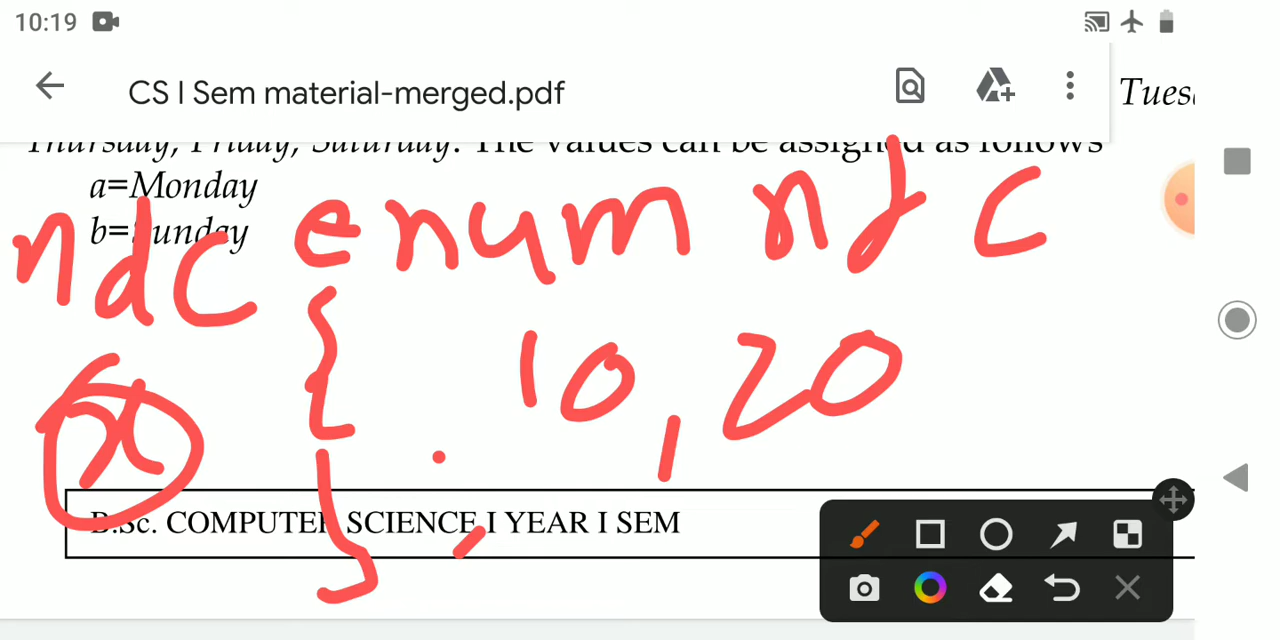 10:19
CS I Sem material-merged.pdf
Tues
Thursday, Friday, Saturday. The values can be assigned as follows
a=Monday
b=Sunday
ndc enum ndc
{ 10, 20
x
};
B.Sc. COMPUTER SCIENCE I YEAR I SEM